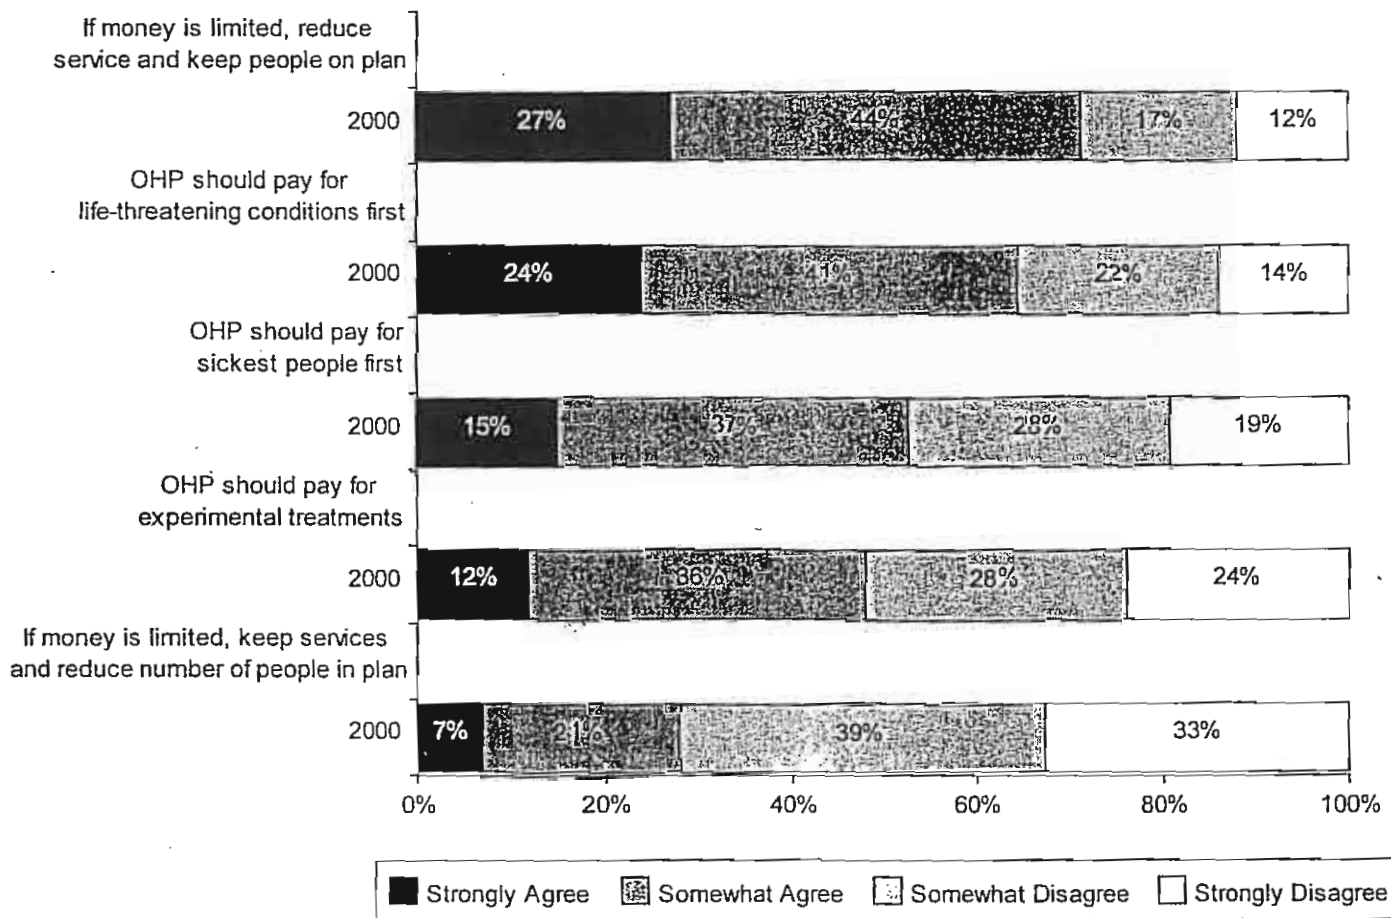 If money is limited, reduce
service and keep people on plan
2000 27% 44% 17% 12%
OHP should pay for
life-threatening conditions first
2000 24% 22% 14%
OHP should pay for
sickest people first
2000 15% 37% 28% 19%
OHP should pay for
experimental treatments
2000 12% 36% 28% 24%
If money is limited, keep services
and reduce number of people in plan
2000 7% 21% 39% 33%
0% 20% 40% 60% 80% 100%
Strongly Agree Somewhat Agree Somewhat Disagree Strongly Disagree